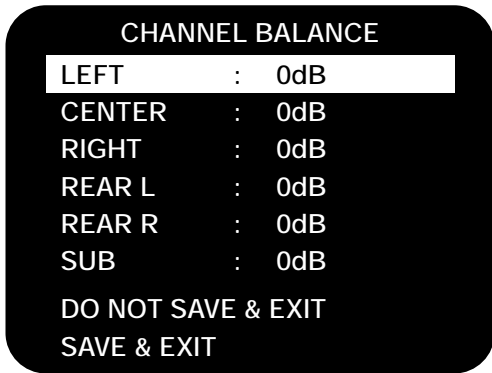 CHANNEL BALANCE
LEFT : 0dB
CENTER : 0dB
RIGHT : 0dB
REAR L : 0dB
REAR R : 0dB
SUB : 0dB
DO NOT SAVE & EXIT
SAVE & EXIT